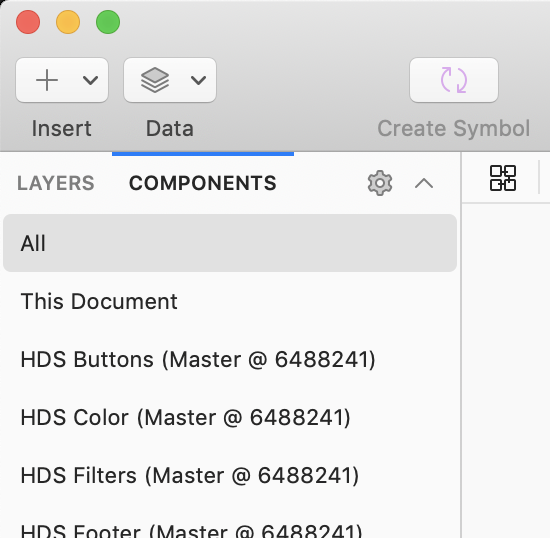 Insert
Data
Create Symbol
LAYERS
COMPONENTS
All
This Document
HDS Buttons (Master @ 6488241)
HDS Color (Master @ 6488241)
HDS Filters (Master @ 6488241)
HDS Footer (Master @ 6488241)